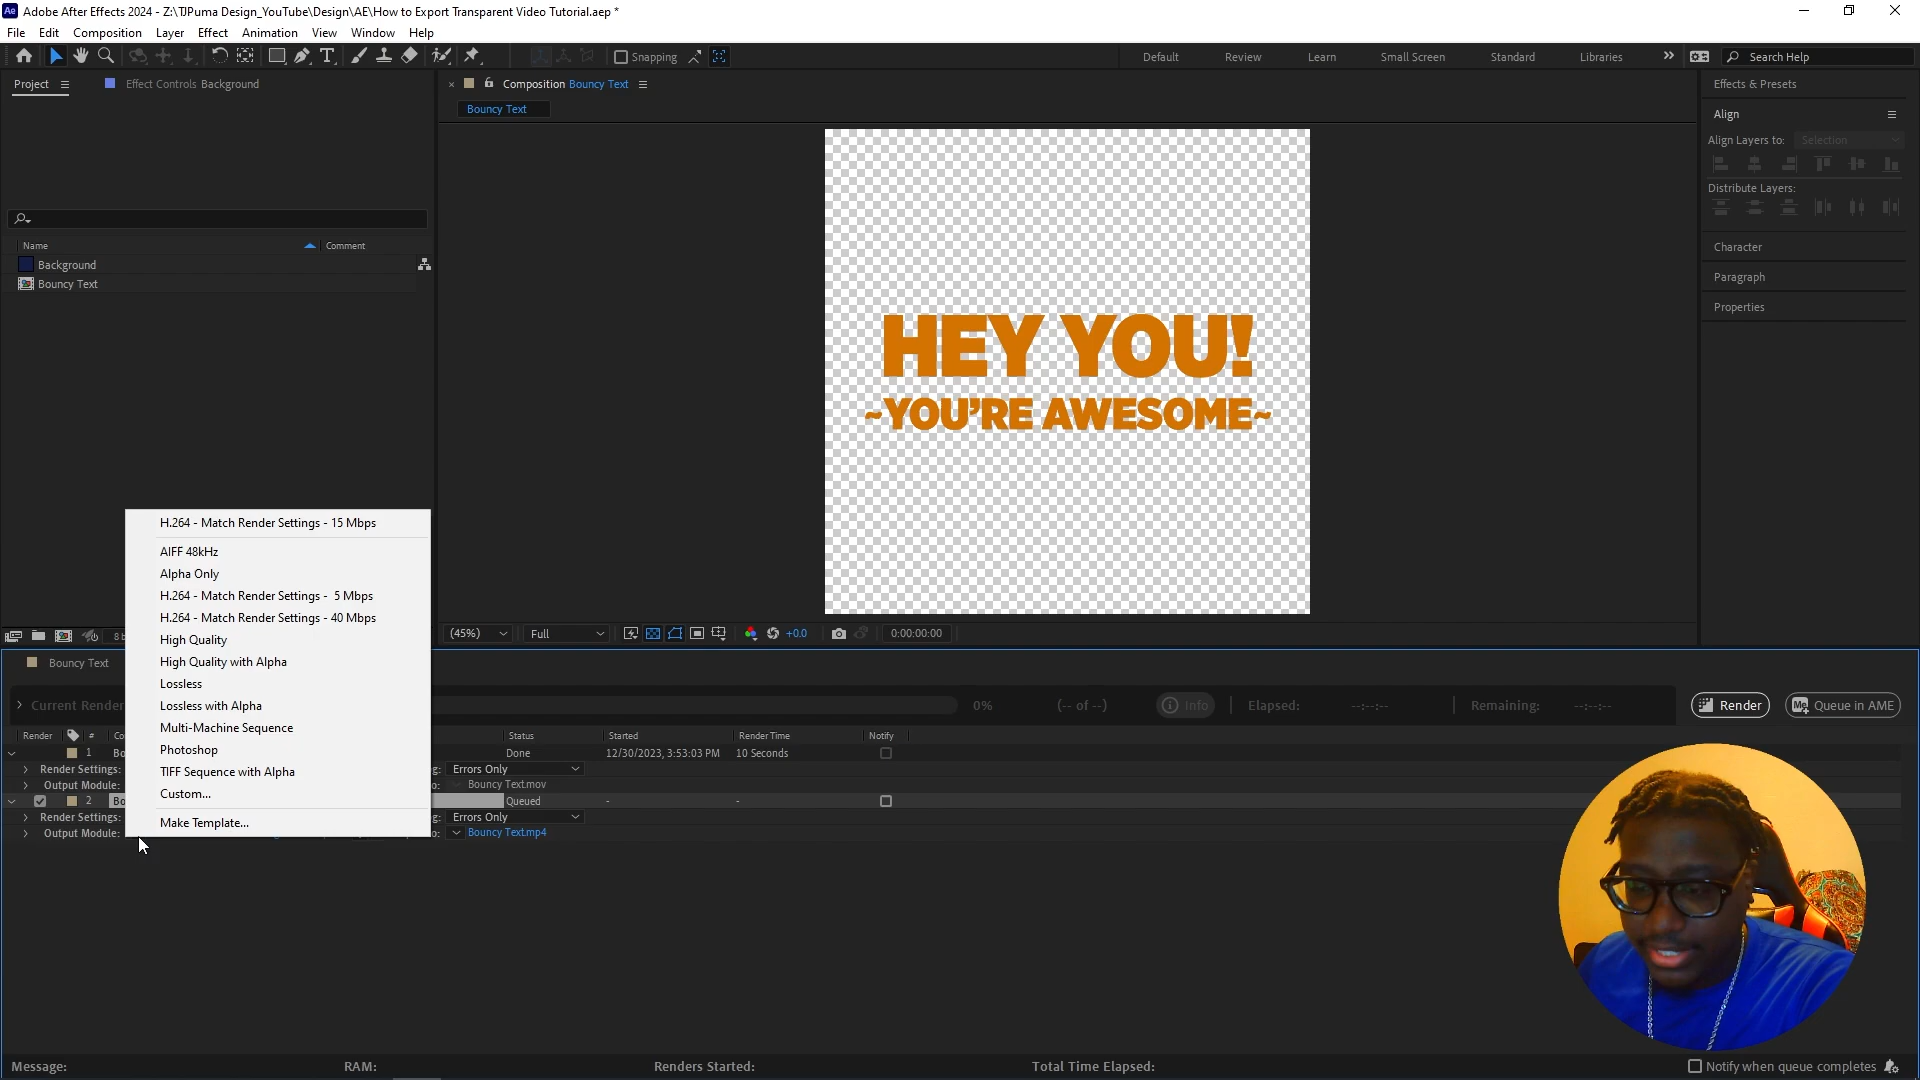 Ae Adobe After Effects 2024 - Z:\TJPuma Design_YouTube\Design\AE\How to Export Transparent Video Tutorial.aep *
File Edit Composition Layer Effect Animation View Window Help
Snapping Default Review Learn Small Screen Standard Libraries Search Help
Project Effect Controls Background Composition Bouncy Text Effects & Presets
Bouncy Text
Align
Align Layers to: Selection
Distribute Layers:
Name Comment
Background
Bouncy Text
Character
Paragraph
Properties
HEY YOU!
~YOU'RE AWESOME~
H.264 - Match Render Settings - 15 Mbps
AIFF 48kHz
Alpha Only
H.264 - Match Render Settings - 5 Mbps
H.264 - Match Render Settings - 40 Mbps
High Quality
High Quality with Alpha
Lossless
Lossless with Alpha
Multi-Machine Sequence
Photoshop
TIFF Sequence with Alpha
Custom...
Make Template...
(45%) Full +0.0 0:00:00:00
Bouncy Text
Current Render 0% (-- of --) Info Elapsed: --:--:-- Remaining: --:--:-- Render Me Queue in AME
Render # Status Started Render Time Notify
1 Done 12/30/2023, 3:53:03 PM 10 Seconds
Render Settings: Errors Only
Output Module: Bouncy Text.mov
2 Queued - -
Render Settings: Errors Only
Output Module: Bouncy Text.mp4
Message: RAM: Renders Started: Total Time Elapsed: Notify when queue completes